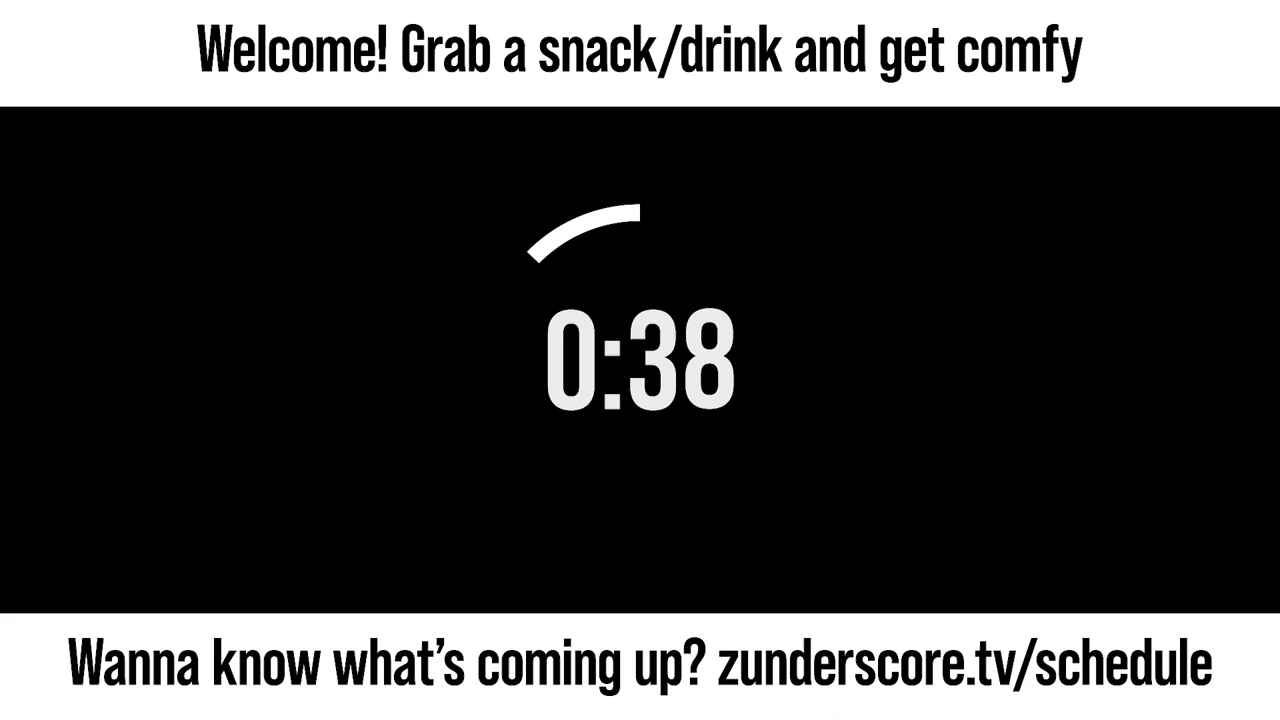 Welcome! Grab a snack/drink and get comfy
0:38
Wanna know what’s coming up? zunderscore.tv/schedule